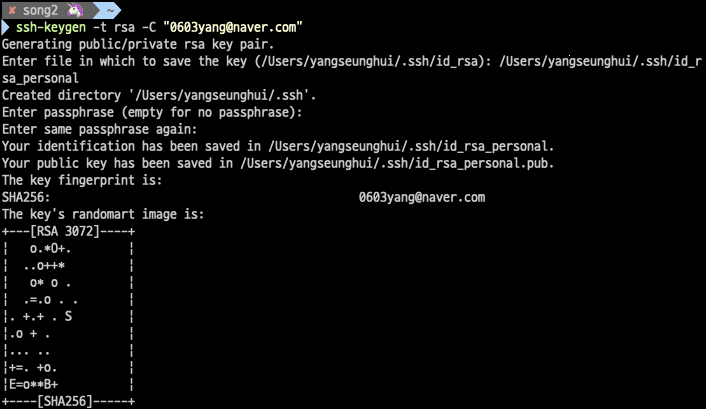 ✘ song2 🦄 ~
ssh-keygen -t rsa -C "0603yang@naver.com"
Generating public/private rsa key pair.
Enter file in which to save the key (/Users/yangseunghui/.ssh/id_rsa): /Users/yangseunghui/.ssh/id_r
sa_personal
Created directory '/Users/yangseunghui/.ssh'.
Enter passphrase (empty for no passphrase):
Enter same passphrase again:
Your identification has been saved in /Users/yangseunghui/.ssh/id_rsa_personal.
Your public key has been saved in /Users/yangseunghui/.ssh/id_rsa_personal.pub.
The key fingerprint is:
SHA256: 0603yang@naver.com
The key's randomart image is:
+---[RSA 3072]----+
|   o.*O+.        |
|  ..o++*         |
|   o* o .        |
|  .=.o . .       |
|. +.+ . S        |
|.o + .           |
|... ..           |
|+=. +o.          |
|E=o**B+          |
+----[SHA256]-----+